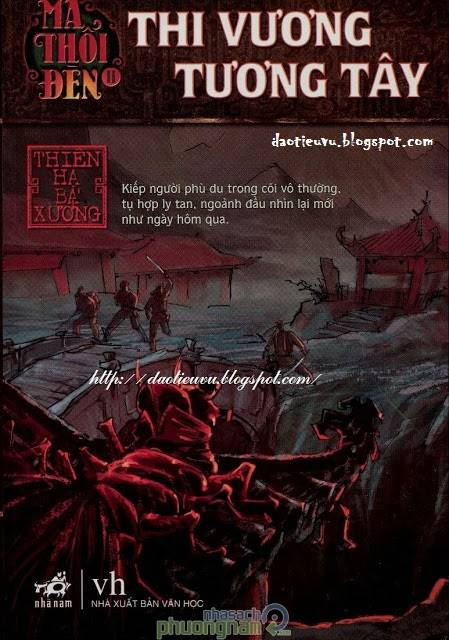 MA
THỔI
ĐÈN II
THI VƯƠNG
TƯƠNG TÂY
daotieuvu.blogspot.com
THIÊN
HẠ
BÁ
XƯỚNG
Kiếp người phù du trong cõi vô thường,
tụ hợp ly tan, ngoảnh đầu nhìn lại mới
như ngày hôm qua.
http://daotieuvu.blogspot.com/
nhã nam
vh
NHÀ XUẤT BẢN VĂN HỌC
nhasach
phuongnam
2